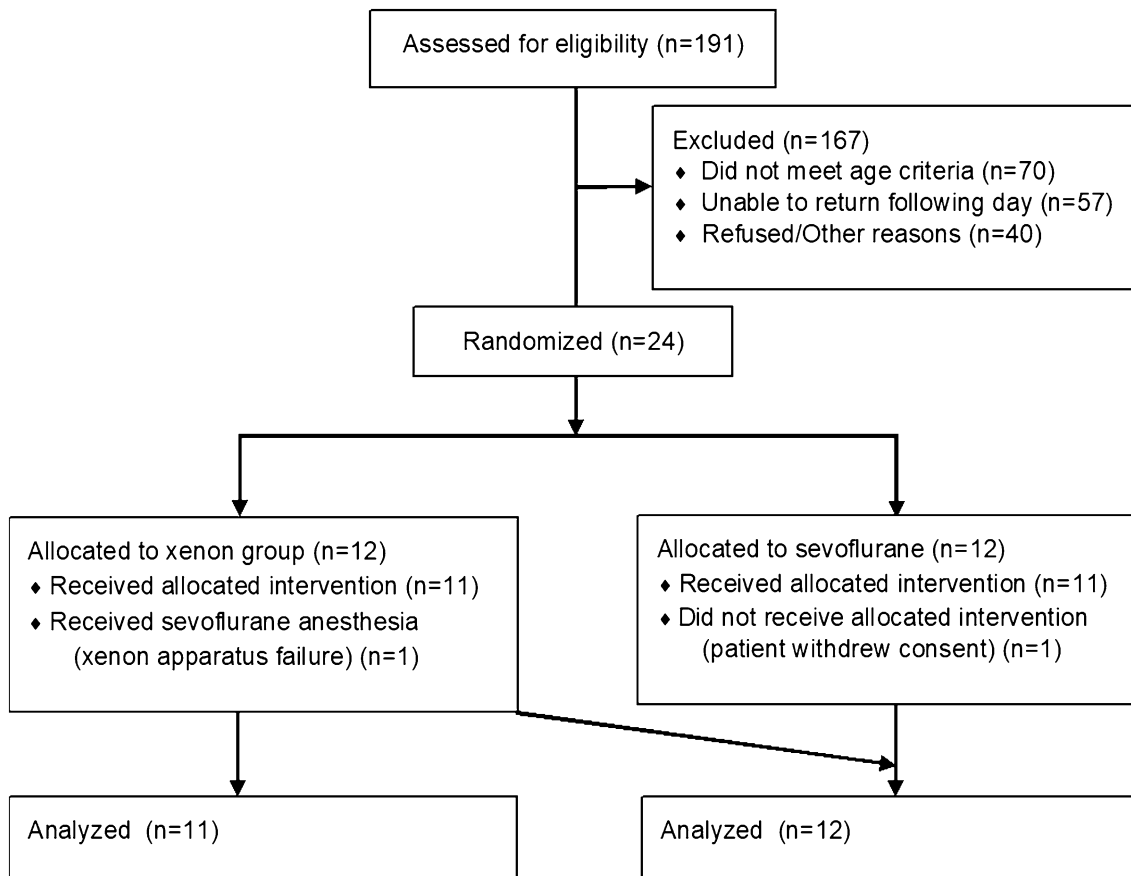 Assessed for eligibility (n=191)
Excluded (n=167)
♦ Did not meet age criteria (n=70)
♦ Unable to return following day (n=57)
♦ Refused/Other reasons (n=40)
Randomized (n=24)
Allocated to xenon group (n=12)
♦ Received allocated intervention (n=11)
♦ Received sevoflurane anesthesia
(xenon apparatus failure) (n=1)
Allocated to sevoflurane (n=12)
♦ Received allocated intervention (n=11)
♦ Did not receive allocated intervention
(patient withdrew consent) (n=1)
Analyzed (n=11)
Analyzed (n=12)